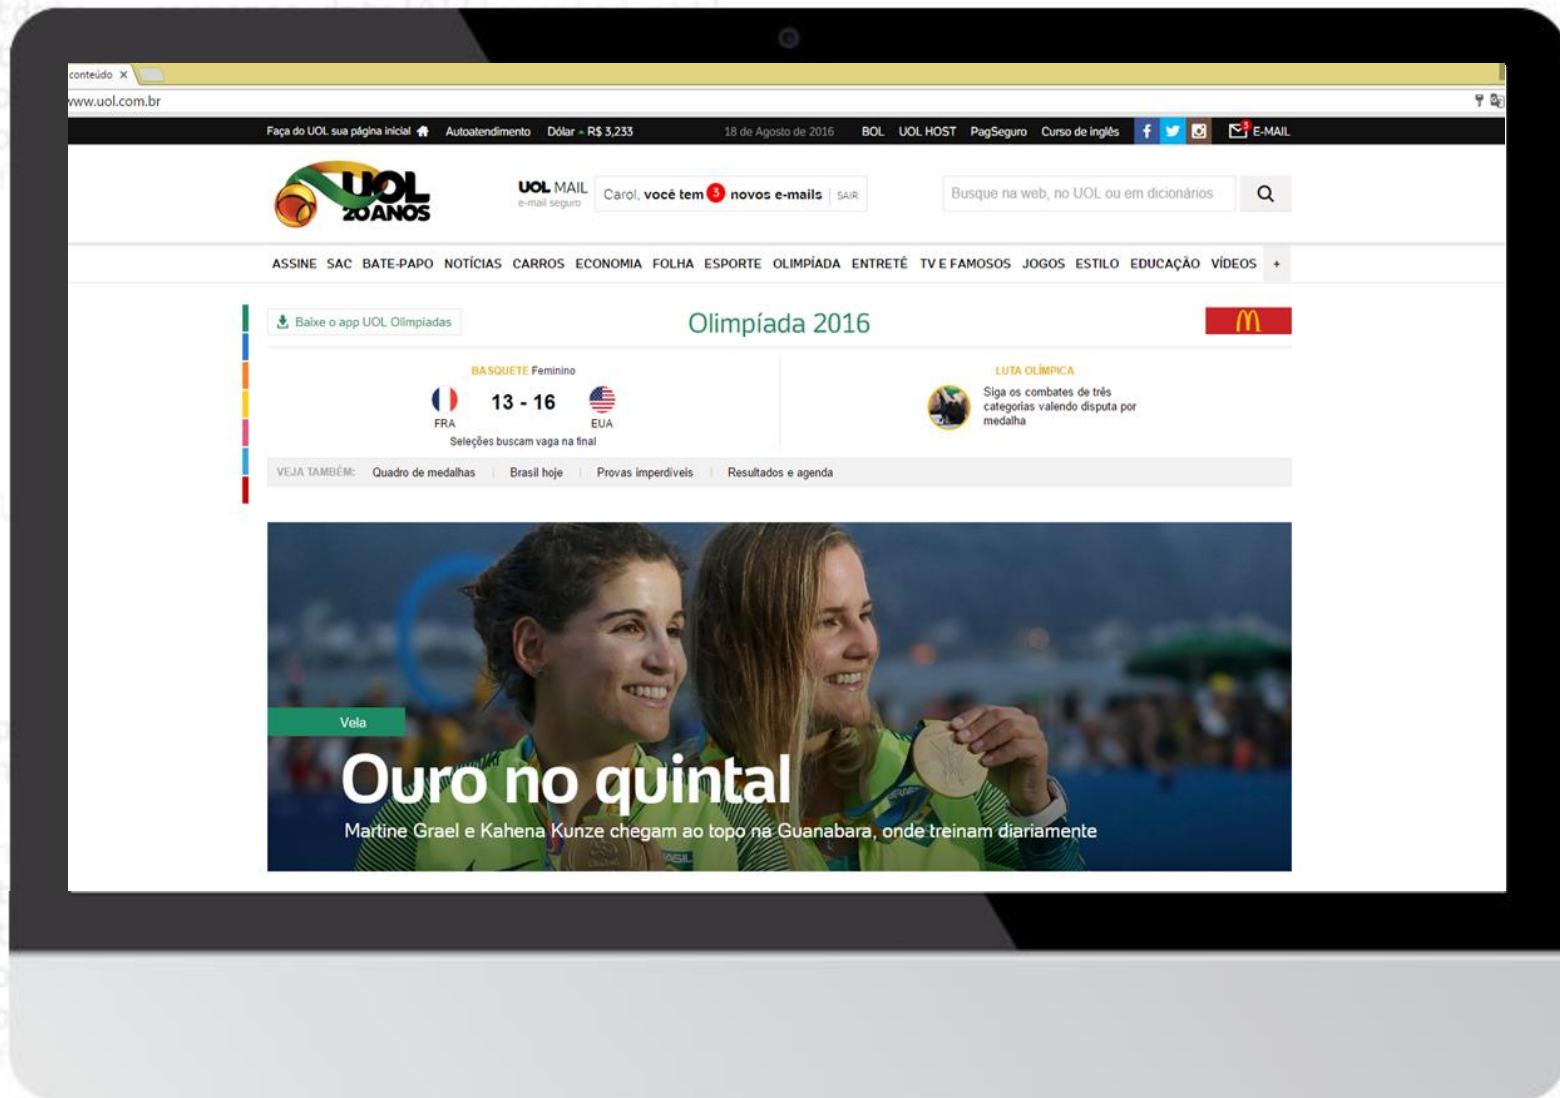 conteúdo
www.uol.com.br
Faça do UOL sua página inicial Autoatendimento Dólar R$ 3,233 18 de Agosto de 2016 BOL UOL HOST PagSeguro Curso de inglês E-MAIL
3
UOL
20 ANOS
UOL MAIL
e-mail seguro
Carol, você tem 3 novos e-mails SAIR
Busque na web, no UOL ou em dicionários
ASSINE SAC BATE-PAPO NOTÍCIAS CARROS ECONOMIA FOLHA ESPORTE OLIMPÍADA ENTRETÊ TV E FAMOSOS JOGOS ESTILO EDUCAÇÃO VÍDEOS +
Baixe o app UOL Olimpíadas
Olimpíada 2016
BASQUETE Feminino
13 - 16
FRA EUA
Seleções buscam vaga na final
LUTA OLÍMPICA
Siga os combates de três
categorias valendo disputa por
medalha
VEJA TAMBÉM: Quadro de medalhas Brasil hoje Provas imperdíveis Resultados e agenda
Vela
Ouro no quintal
Martine Grael e Kahena Kunze chegam ao topo na Guanabara, onde treinam diariamente